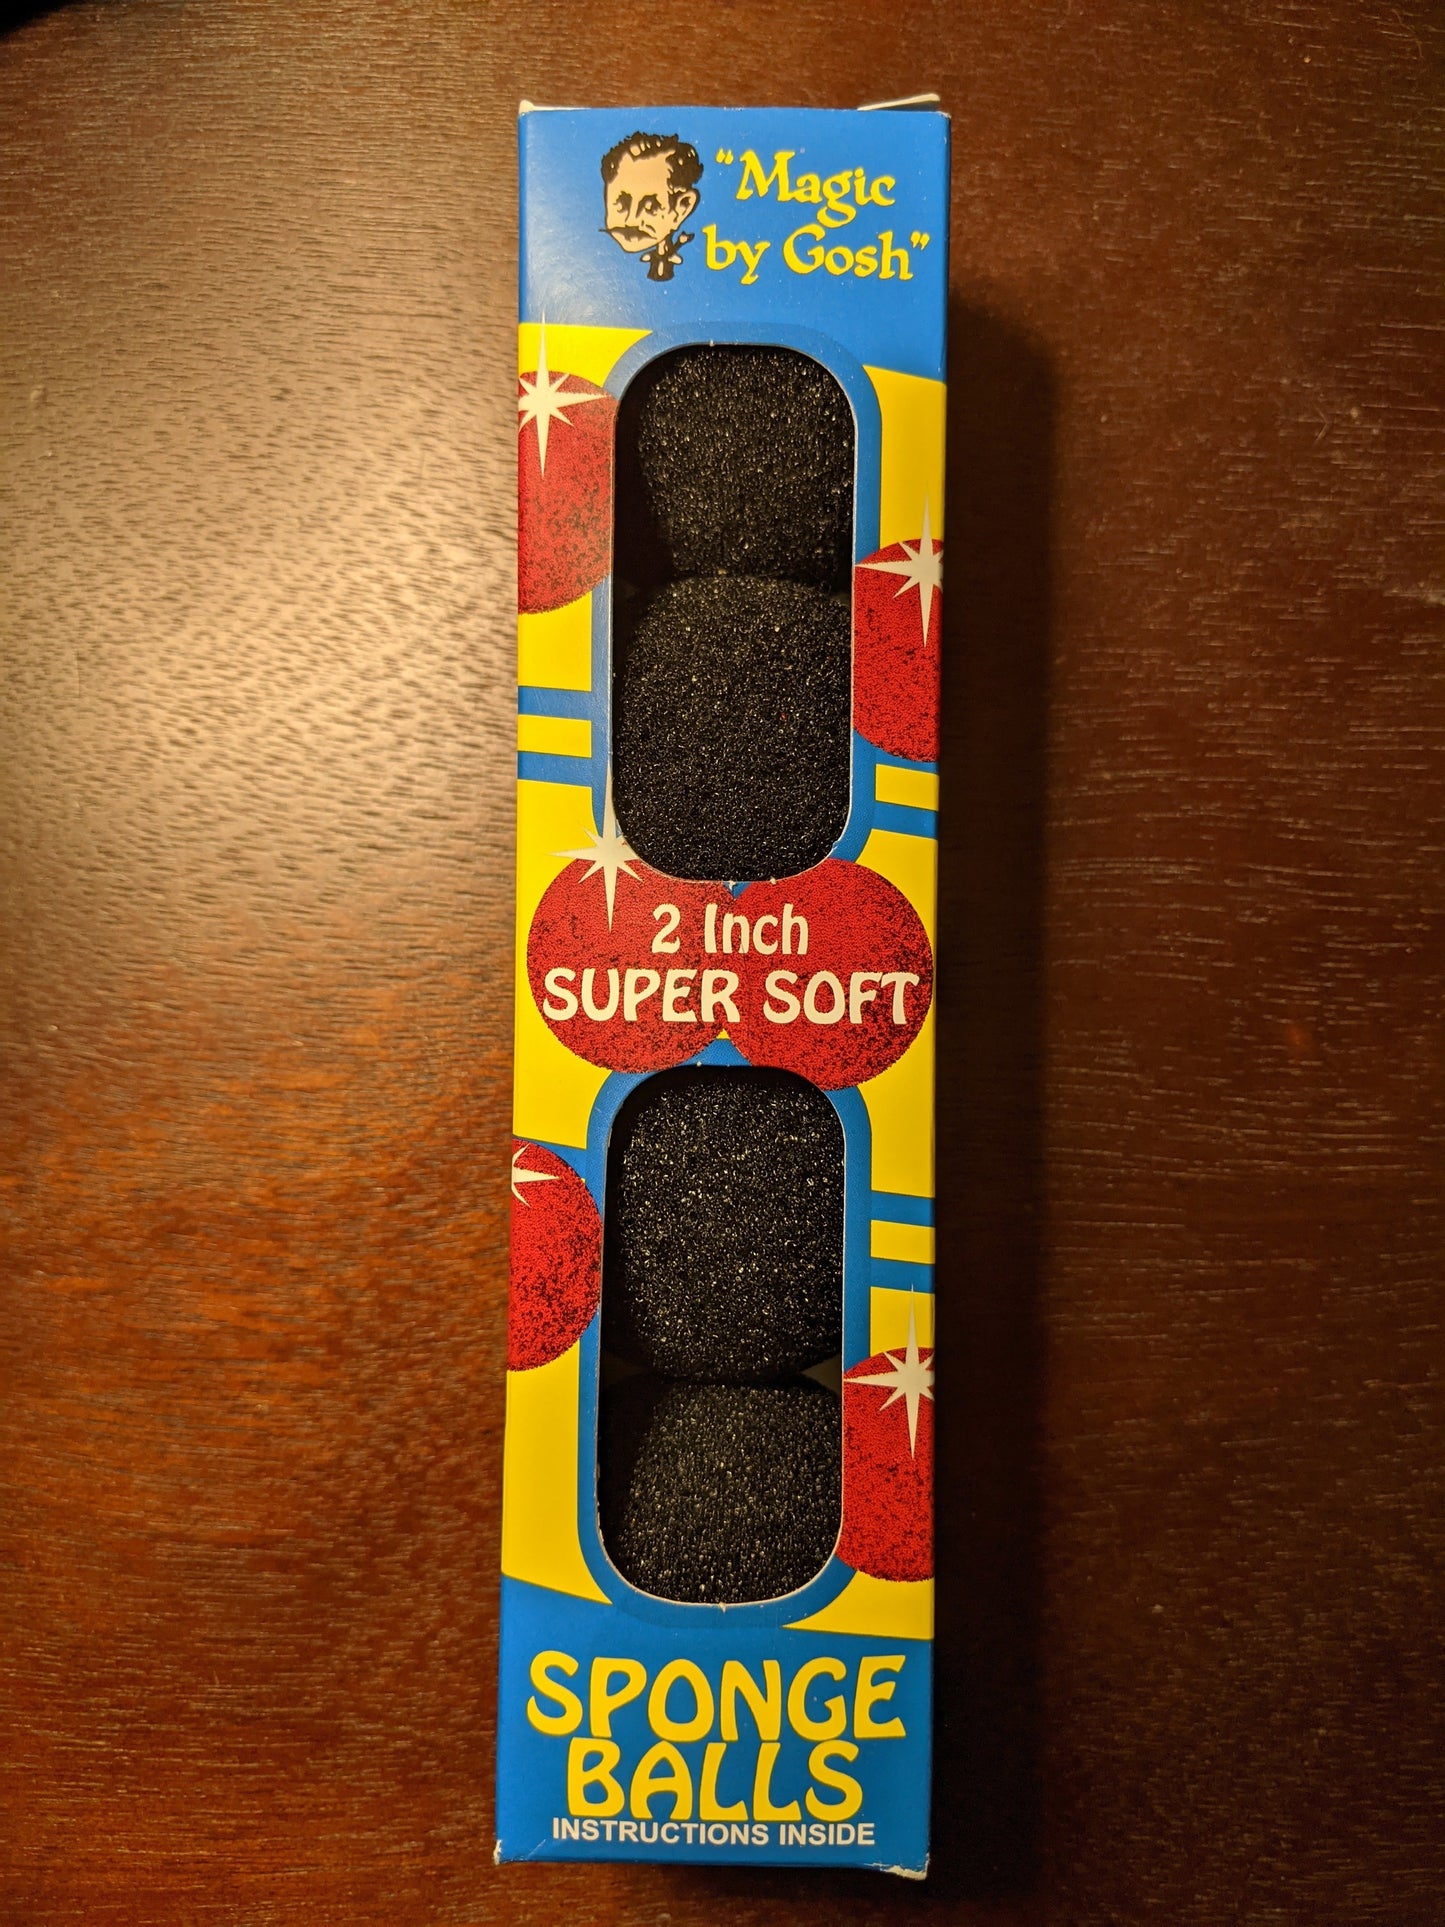 "Magic
by Gosh"
2 Inch
SUPER SOFT
SPONGE
BALLS
INSTRUCTIONS INSIDE